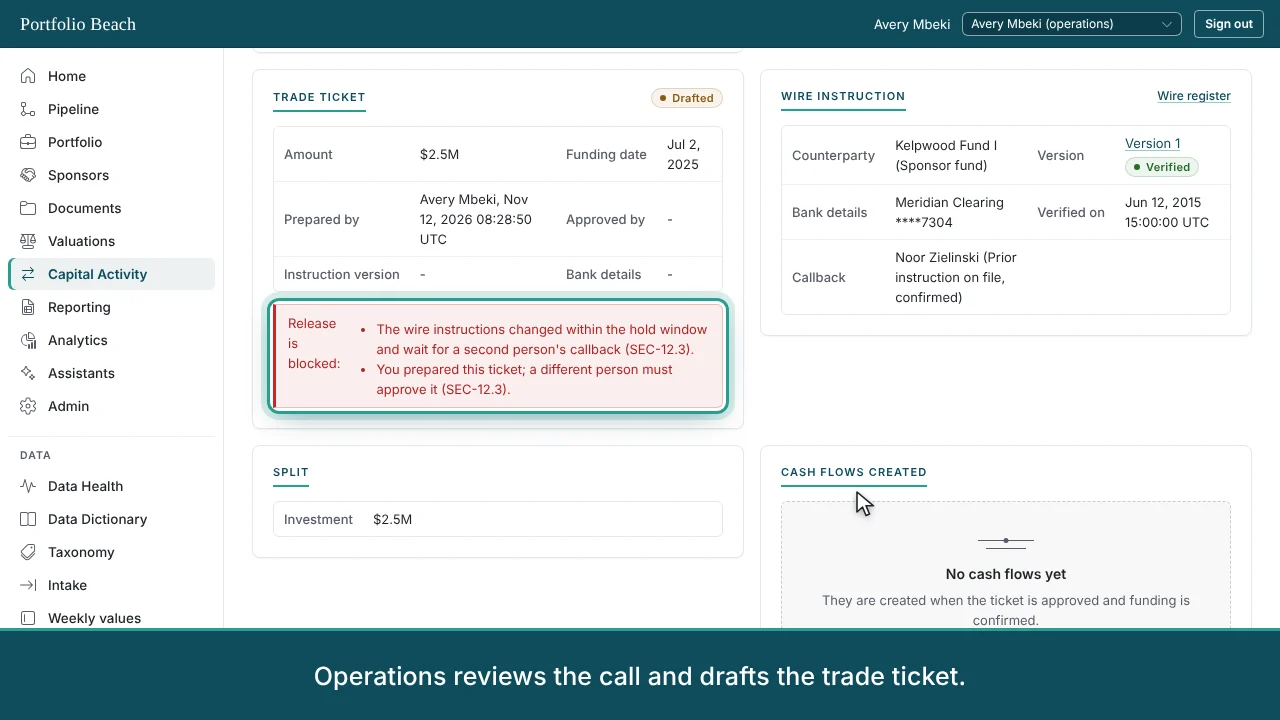 Portfolio Beach
Avery Mbeki
Avery Mbeki (operations)
Sign out
Home
Pipeline
Portfolio
Sponsors
Documents
Valuations
Capital Activity
Reporting
Analytics
Assistants
Admin
DATA
Data Health
Data Dictionary
Taxonomy
Intake
Weekly values
TRADE TICKET
Drafted
Amount
$2.5M
Funding date
Jul 2,
2025
Prepared by
Avery Mbeki, Nov
12, 2026 08:28:50
UTC
Approved by
-
Instruction version
-
Bank details
-
Release
is
blocked:
• The wire instructions changed within the hold window
and wait for a second person's callback (SEC-12.3).
• You prepared this ticket; a different person must
approve it (SEC-12.3).
WIRE INSTRUCTION
Wire register
Counterparty
Kelpwood Fund I
(Sponsor fund)
Version
Version 1
Verified
Bank details
Meridian Clearing
****7304
Verified on
Jun 12, 2015
15:00:00 UTC
Callback
Noor Zielinski (Prior
instruction on file,
confirmed)
SPLIT
Investment
$2.5M
CASH FLOWS CREATED
No cash flows yet
They are created when the ticket is approved and funding is
confirmed.
Operations reviews the call and drafts the trade ticket.